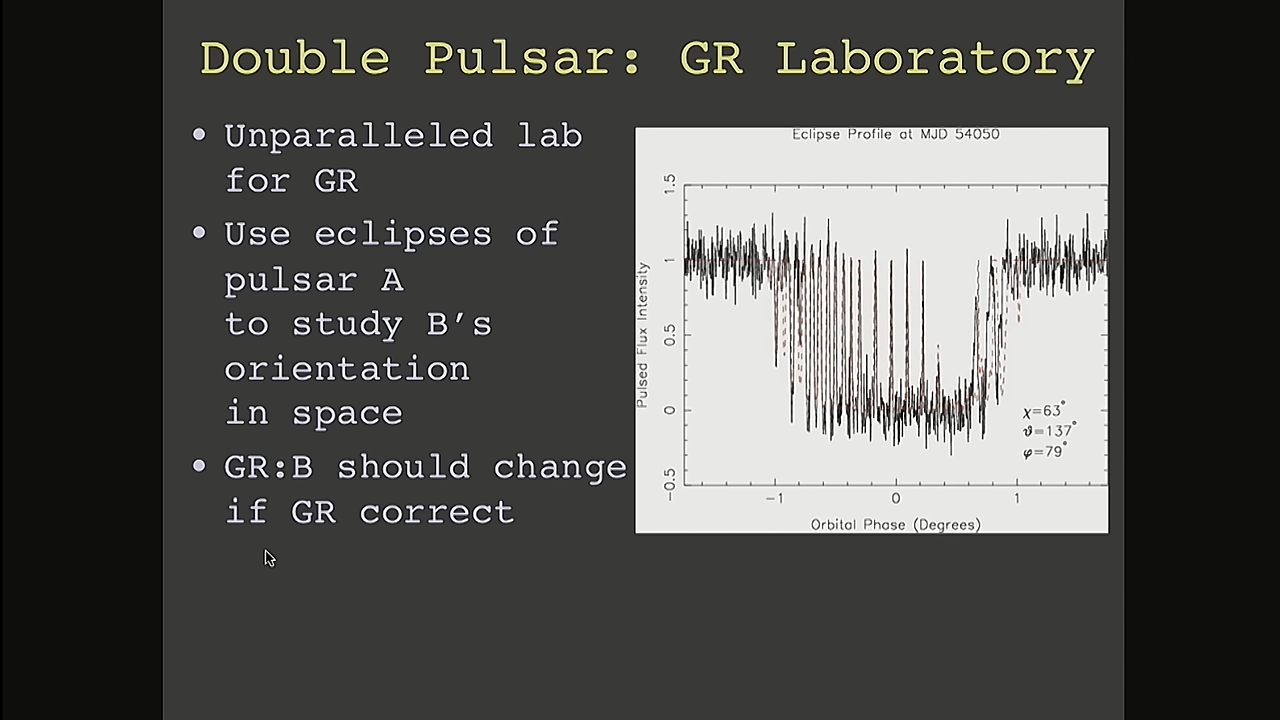 Double Pulsar: GR Laboratory
• Unparalleled lab
for GR
• Use eclipses of
pulsar A
to study B’s
orientation
in space
• GR:B should change
if GR correct
Eclipse Profile at MJD 54050
1.5
1
0.5
0
−0.5
Pulsed Flux Intensity
−1
0
1
Orbital Phase (Degrees)
χ=63°
ϑ=137°
φ=79°